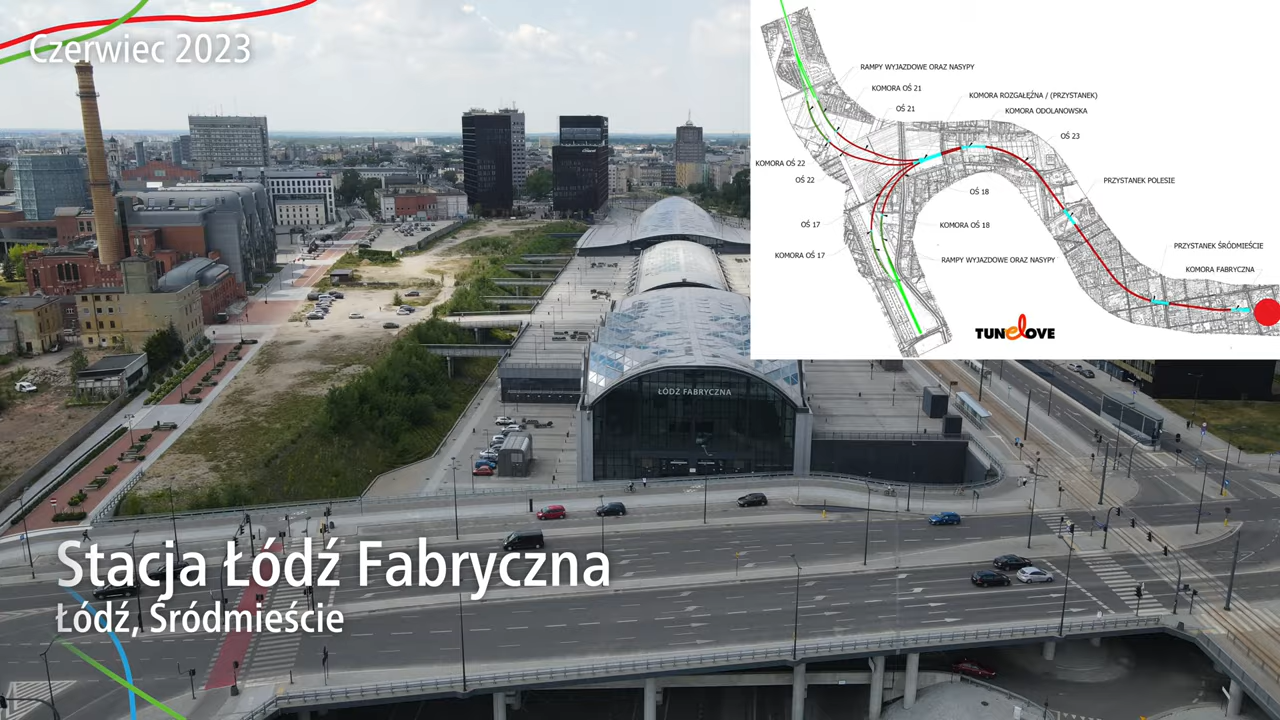 Czerwiec 2023
RAMPY WYJAZDOWE ORAZ NASYPY
KOMORA OŚ 21
KOMORA ROZGAŁĘŹNA / (PRZYSTANEK)
OŚ 21
KOMORA ODOLANOWSKA
OŚ 23
KOMORA OŚ 22
OŚ 22
PRZYSTANEK POLESIE
OŚ 18
OŚ 17
KOMORA OŚ 18
KOMORA OŚ 17
RAMPY WYJAZDOWE ORAZ NASYPY
PRZYSTANEK ŚRÓDMIEŚCIE
KOMORA FABRYCZNA
TUNELOVE
ŁÓDŹ FABRYCZNA
Stacja Łódź Fabryczna
Łódź, Śródmieście